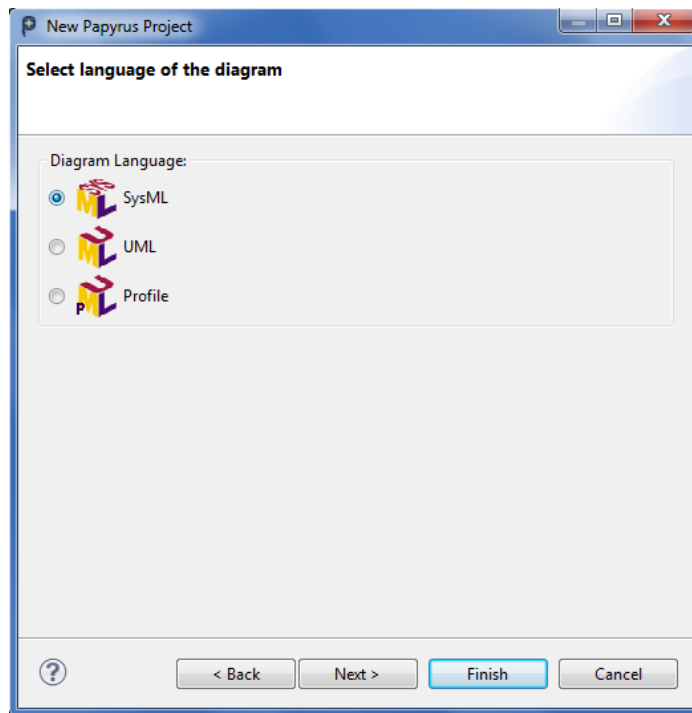 New Papyrus Project
Select language of the diagram
Diagram Language:
SysML
UML
Profile
? < Back Next > Finish Cancel